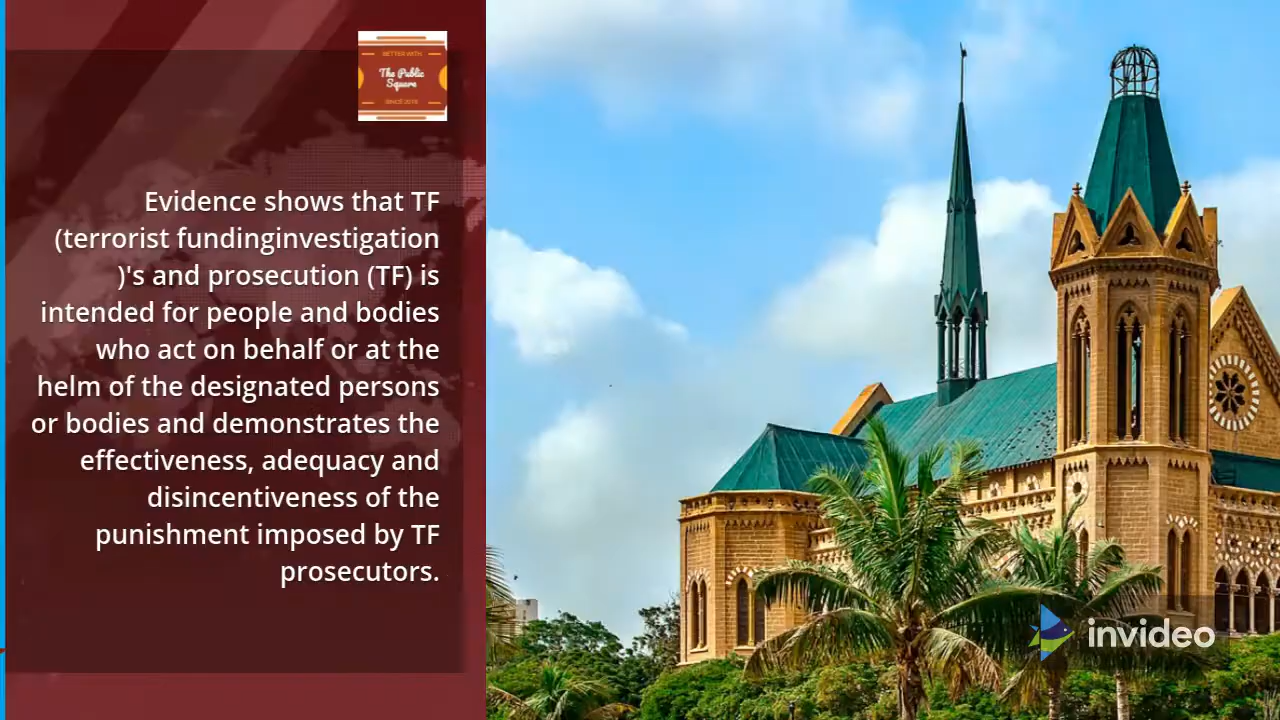 BETTER WITH
The Public
Square
SINCE 2019
Evidence shows that TF
(terrorist fundinginvestigation
)'s and prosecution (TF) is
intended for people and bodies
who act on behalf or at the
helm of the designated persons
or bodies and demonstrates the
effectiveness, adequacy and
disincentiveness of the
punishment imposed by TF
prosecutors.
invideo